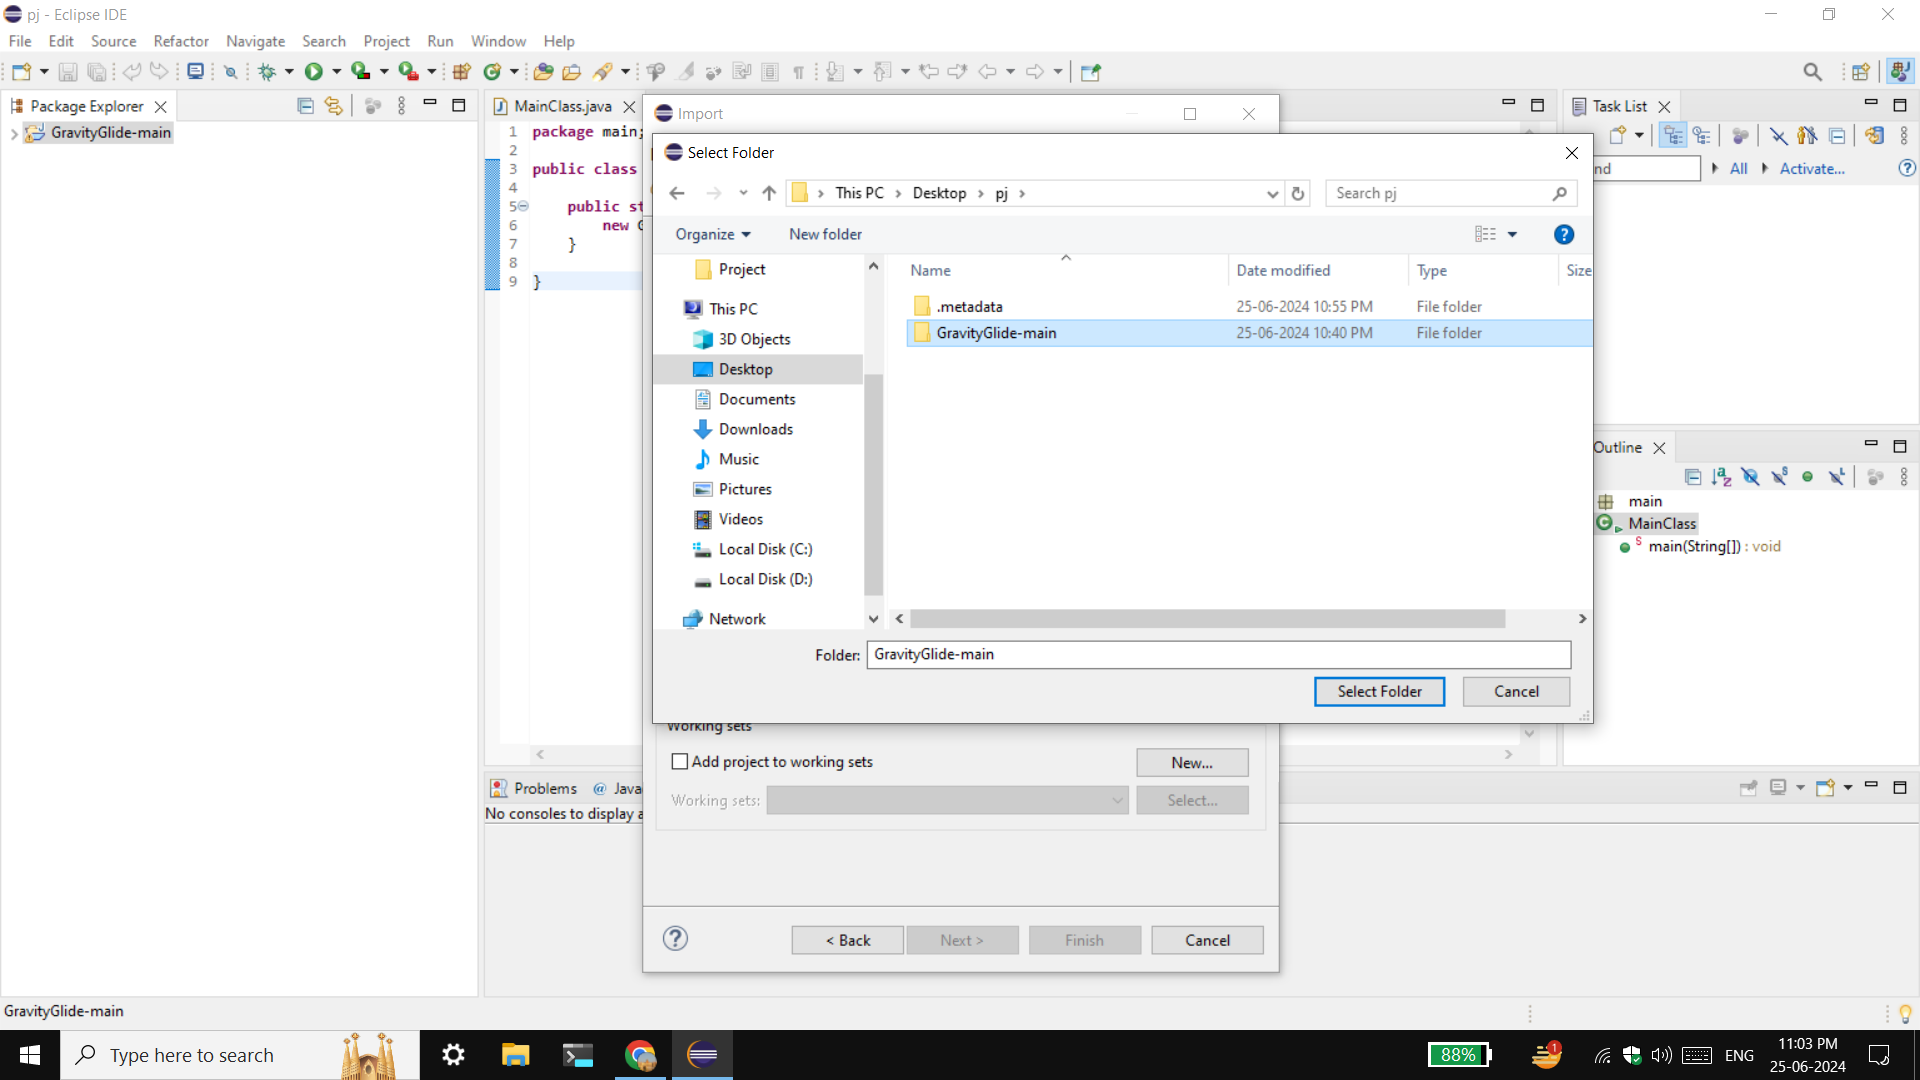 pj - Eclipse IDE
File Edit Source Refactor Navigate Search Project Run Window Help
Package Explorer
GravityGlide-main
MainClass.java
1 package main;
2
3 public class
4
5 public st
6 new
7 }
8
9 }
Import
Select Folder
This PC Desktop pj
Search pj
Organize New folder
Project
This PC
3D Objects
Desktop
Documents
Downloads
Music
Pictures
Videos
Local Disk (C:)
Local Disk (D:)
Network
Name Date modified Type Size
.metadata 25-06-2024 10:55 PM File folder
GravityGlide-main 25-06-2024 10:40 PM File folder
Folder: GravityGlide-main
Select Folder Cancel
Working sets
Add project to working sets New...
Working sets: Select...
< Back Next > Finish Cancel
Task List
nd All Activate...
Outline
main
MainClass
main(String[]) : void
Problems @ Java
No consoles to display a
GravityGlide-main
Type here to search
88%
1
ENG
11:03 PM
25-06-2024